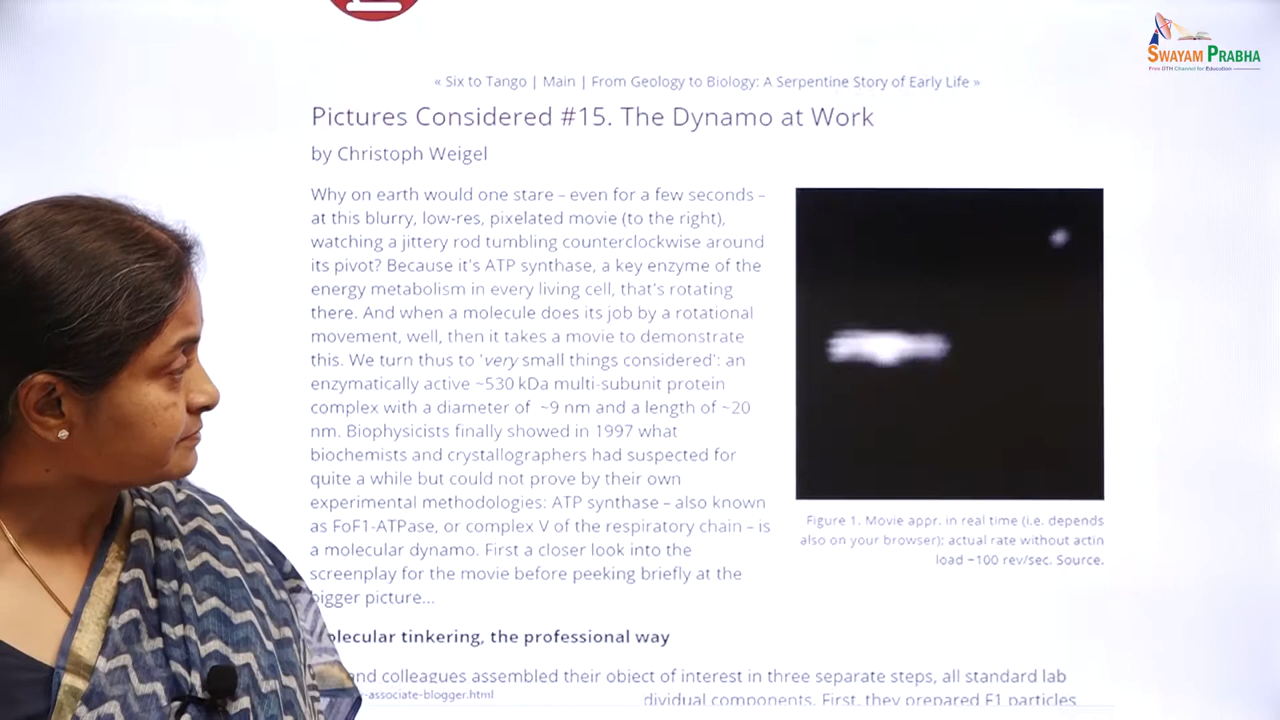 SWAYAM PRABHA
Free DTH Channel for Education
« Six to Tango | Main | From Geology to Biology: A Serpentine Story of Early Life »
Pictures Considered #15. The Dynamo at Work
by Christoph Weigel
Why on earth would one stare – even for a few seconds –
at this blurry, low-res, pixelated movie (to the right),
watching a jittery rod tumbling counterclockwise around
its pivot? Because it's ATP synthase, a key enzyme of the
energy metabolism in every living cell, that's rotating
there. And when a molecule does its job by a rotational
movement, well, then it takes a movie to demonstrate
this. We turn thus to 'very small things considered': an
enzymatically active ~530 kDa multi-subunit protein
complex with a diameter of ~9 nm and a length of ~20
nm. Biophysicists finally showed in 1997 what
biochemists and crystallographers had suspected for
quite a while but could not prove by their own
experimental methodologies: ATP synthase – also known
as FoF1-ATPase, or complex V of the respiratory chain – is
a molecular dynamo. First a closer look into the
screenplay for the movie before peeking briefly at the
bigger picture...
Figure 1. Movie appr. in real time (i.e. depends
also on your browser); actual rate without actin
load ~100 rev/sec. Source.
olecular tinkering, the professional way
and colleagues assembled their object of interest in three separate steps, all standard lab
-associate-blogger.html
dividual components. First, they prepared F1 particles